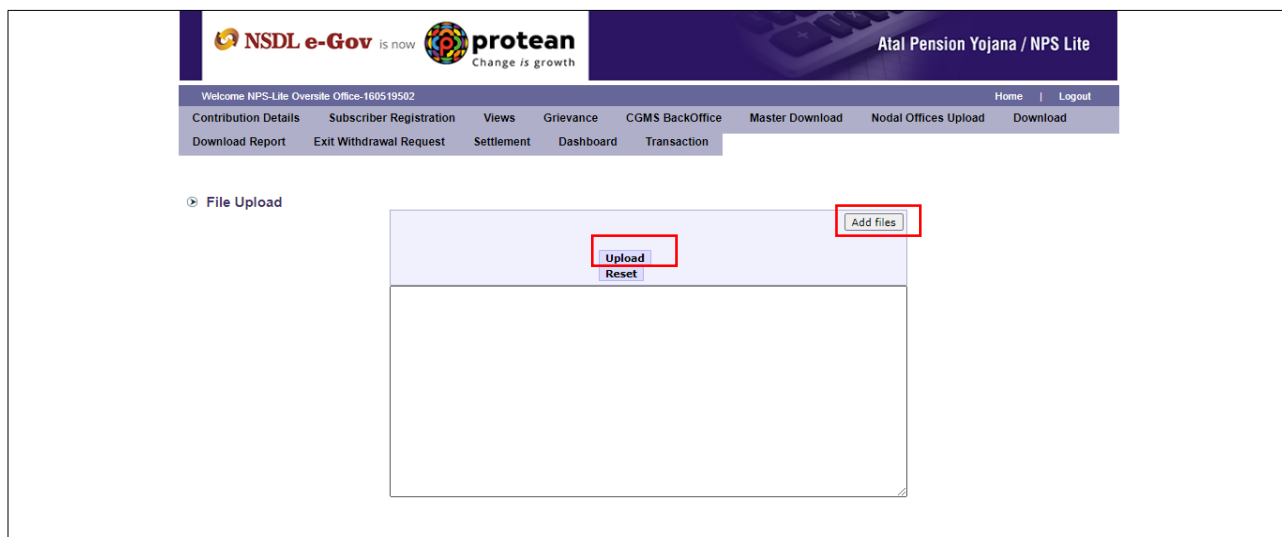 NSDL e-Gov is now protean
Change is growth
Atal Pension Yojana / NPS Lite
Welcome NPS-Lite Oversite Office-160519502 Home | Logout
Contribution Details Subscriber Registration Views Grievance CGMS BackOffice Master Download Nodal Offices Upload Download
Download Report Exit Withdrawal Request Settlement Dashboard Transaction
File Upload
Add files
Upload
Reset